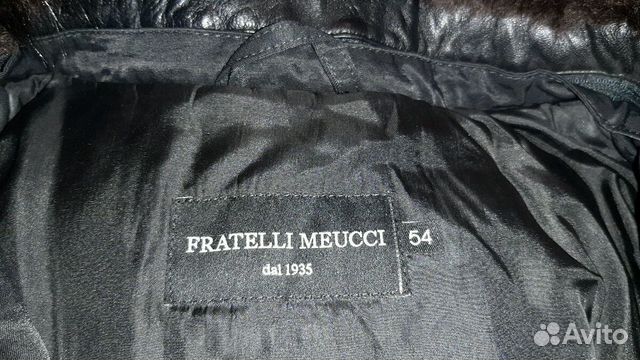 FRATELLI MEUCCI
54
dal 1935
Avito